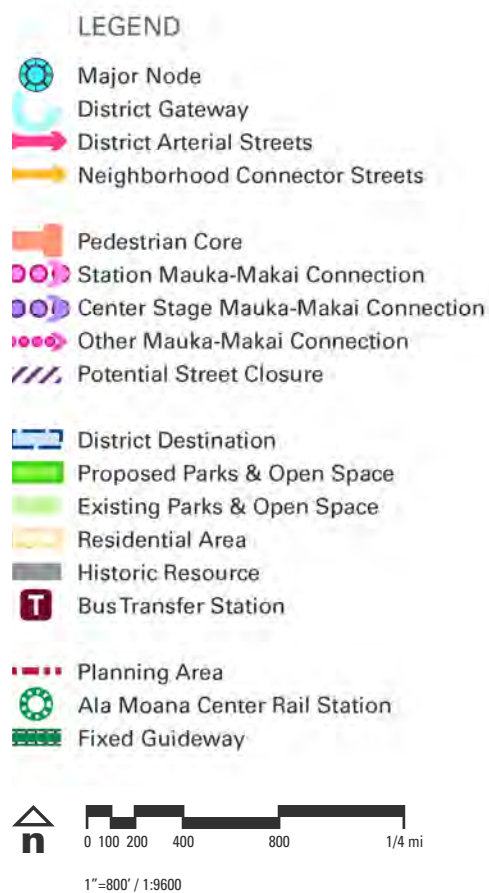 LEGEND
Major Node
District Gateway
District Arterial Streets
Neighborhood Connector Streets
Pedestrian Core
Station Mauka-Makai Connection
Center Stage Mauka-Makai Connection
Other Mauka-Makai Connection
Potential Street Closure
District Destination
Proposed Parks & Open Space
Existing Parks & Open Space
Residential Area
Historic Resource
T Bus Transfer Station
Planning Area
Ala Moana Center Rail Station
Fixed Guideway
n 0 100 200 400 800 1/4 mi
1"=800' / 1:9600